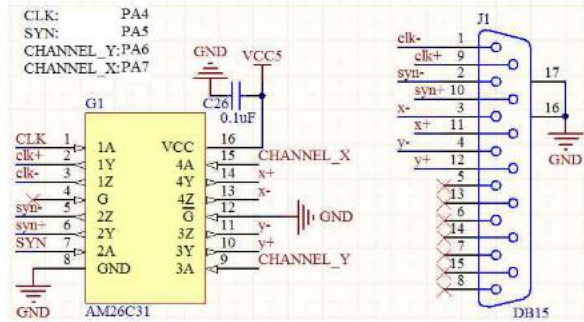 CLK: PA4
SYN: PA5
CHANNEL_Y: PA6
CHANNEL_X: PA7
GND VCC5
C26
0.1uF
G1
CLK 1 1A VCC 16
clk+ 2 1Y 4A 15 CHANNEL_X
clk- 3 1Z 4Y 14 x+
4 G 4Z 13 x-
syn- 5 2Z G 12 GND
syn+ 6 2Y 3Z 11 y-
SYN 7 2A 3Y 10 y+
8 GND 3A 9 CHANNEL_Y
GND
AM26C31
J1
clk- 1
clk+ 9
syn- 2
syn+ 10
x- 3
x+ 11
y- 4
y+ 12
5
13
6
14
7
15
8
17
16
GND
DB15